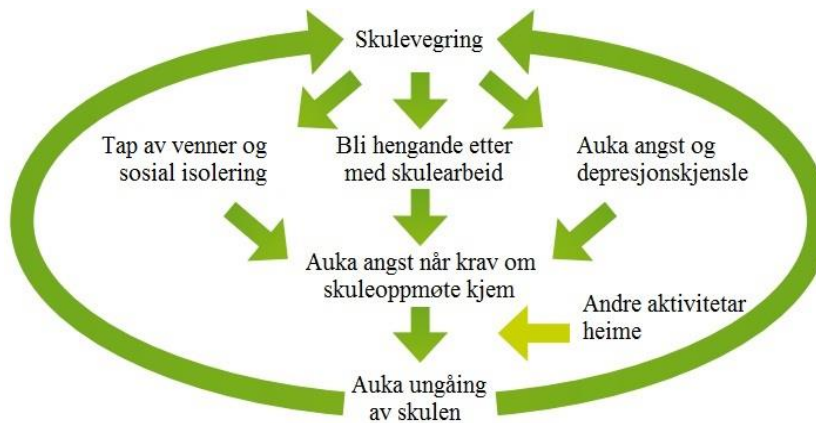 Skulevegring
Tap av venner og
sosial isolering
Bli hengande etter
med skulearbeid
Auka angst og
depresjonskjensle
Auka angst når krav om
skuleoppmøte kjem
Andre aktivitetar
heime
Auka ungåing
av skulen